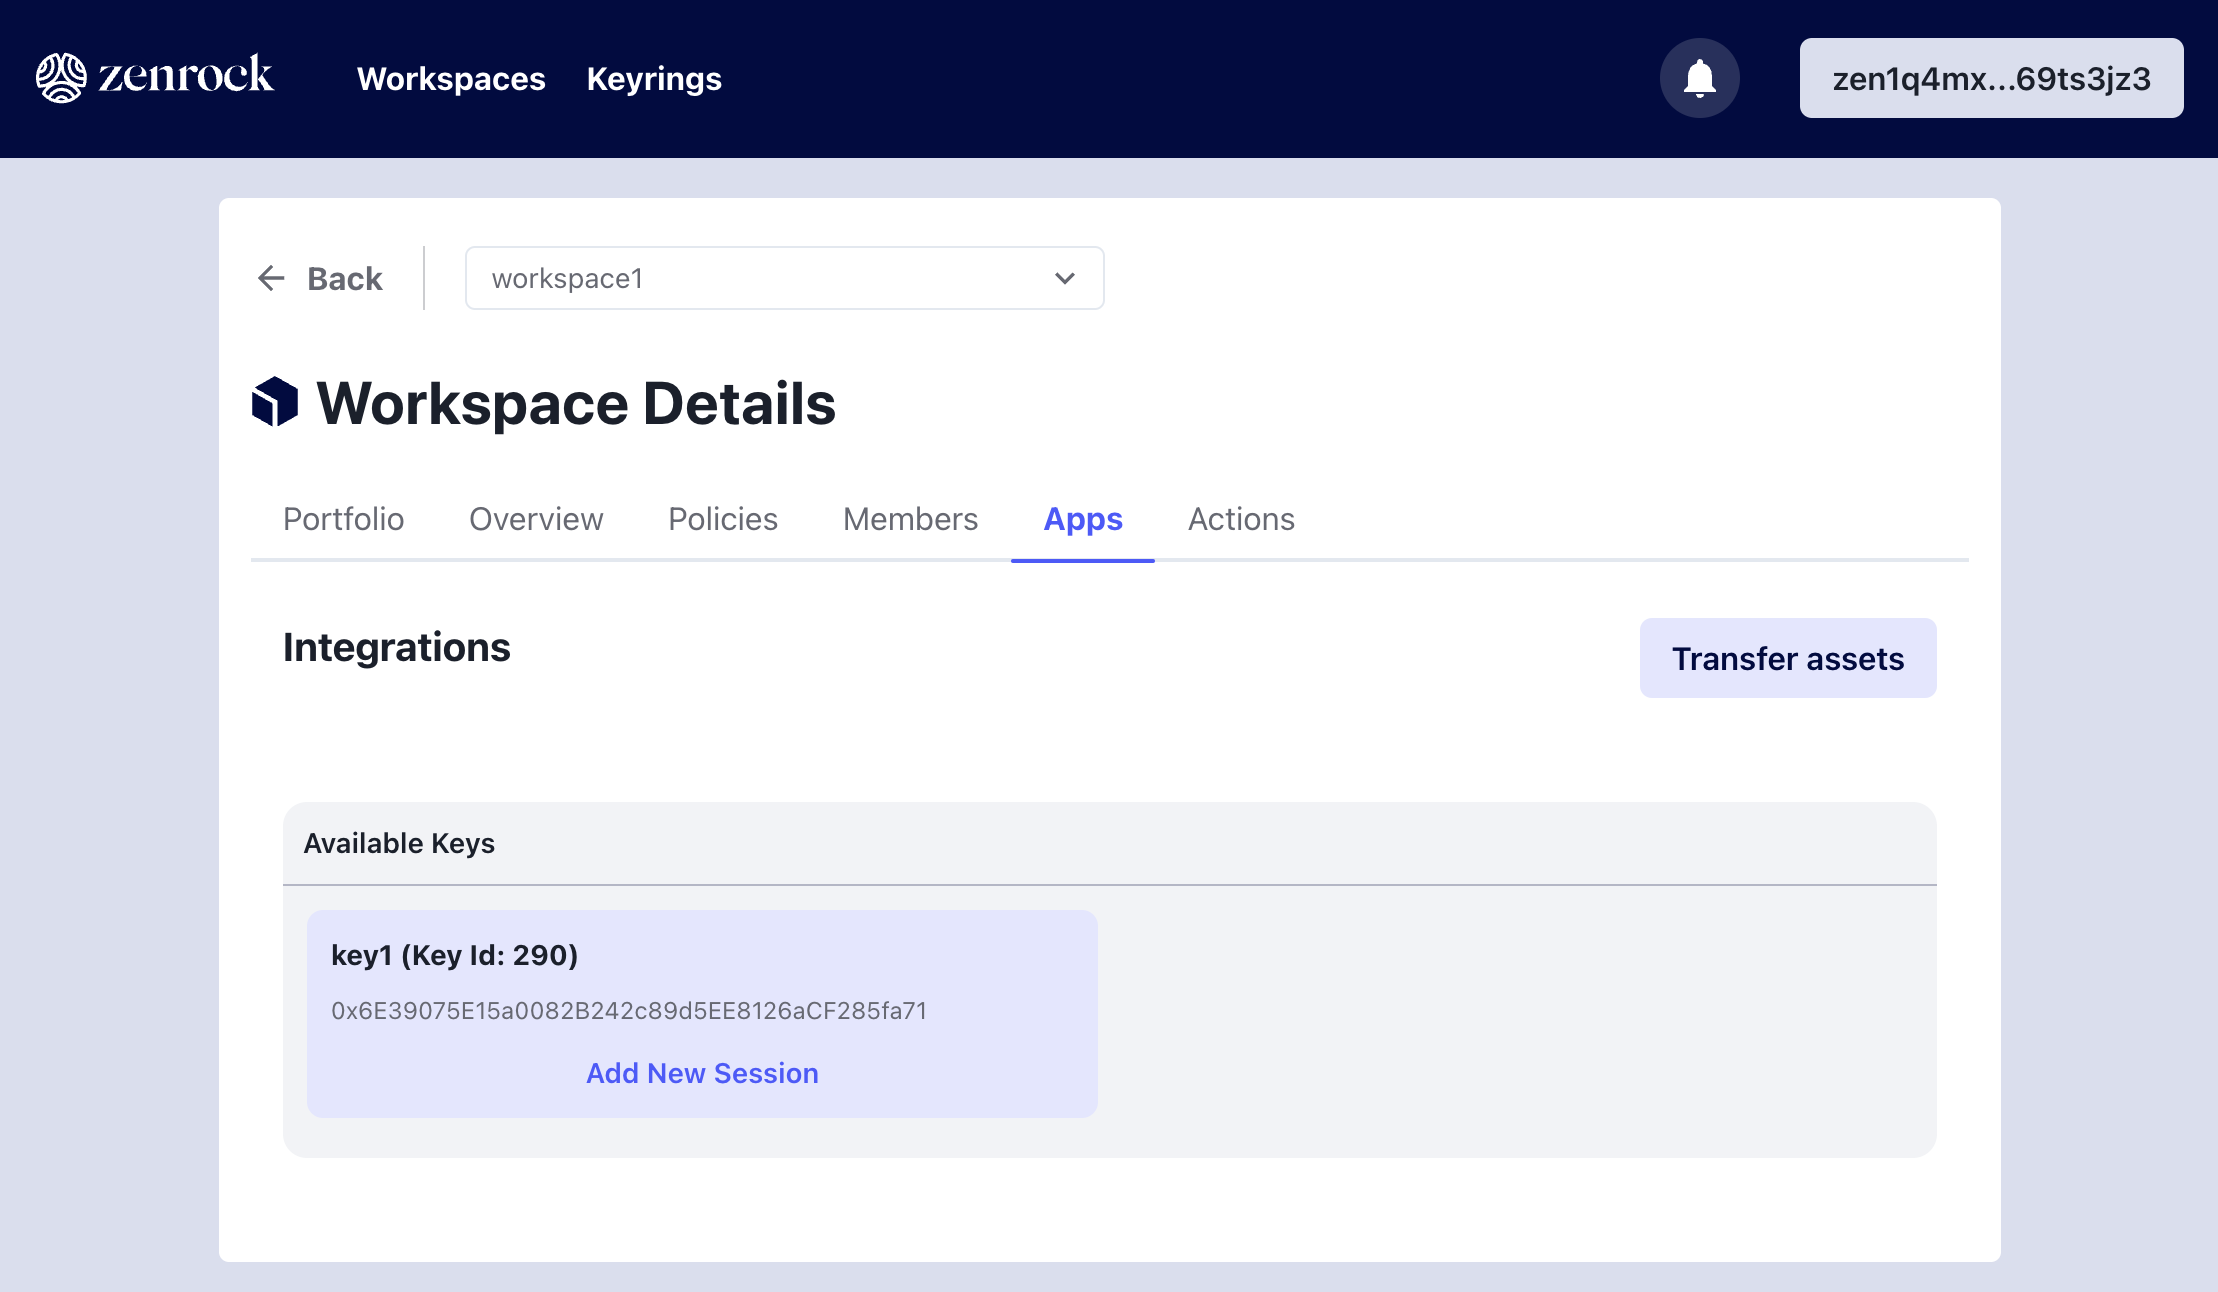 zenrock
Workspaces Keyrings
zen1q4mx...69ts3jz3
Back
workspace1
Workspace Details
Portfolio Overview Policies Members Apps Actions
Integrations
Transfer assets
Available Keys
key1 (Key Id: 290)
0x6E39075E15a0082B242c89d5EE8126aCF285fa71
Add New Session